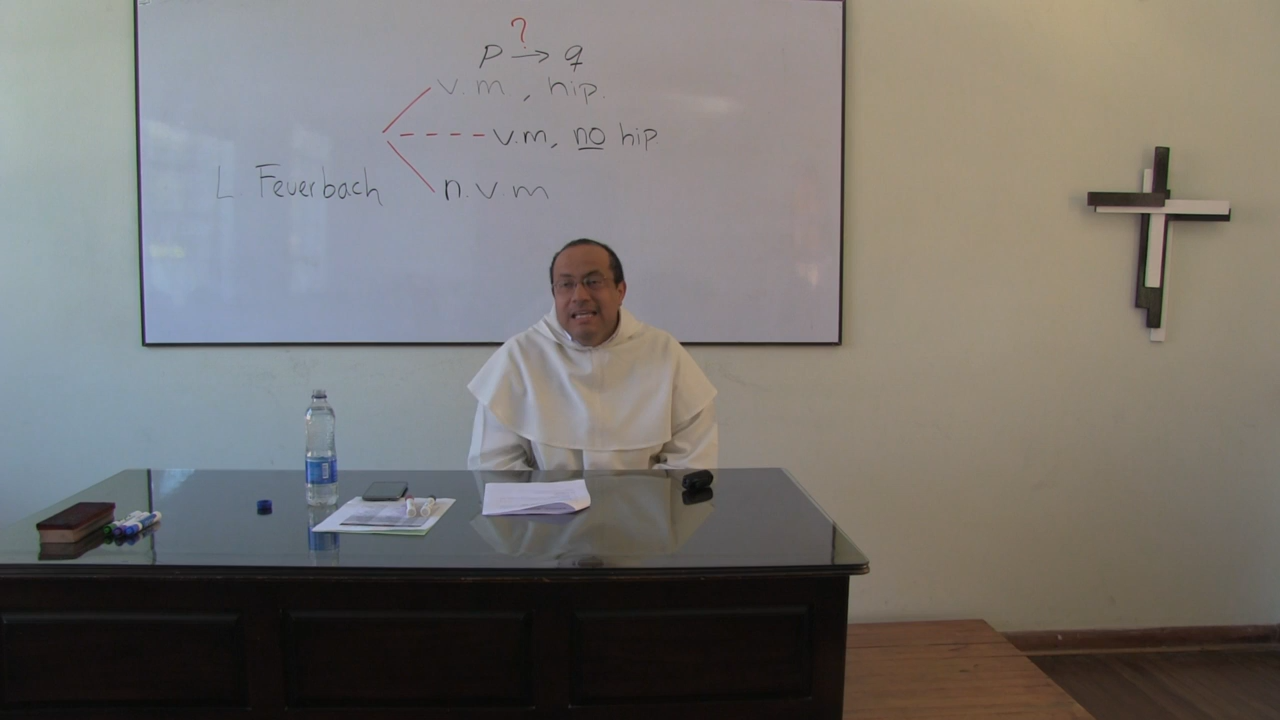 ?
p → q
v.m, hip.
v.m, no hip
L. Feuerbach n.v.m